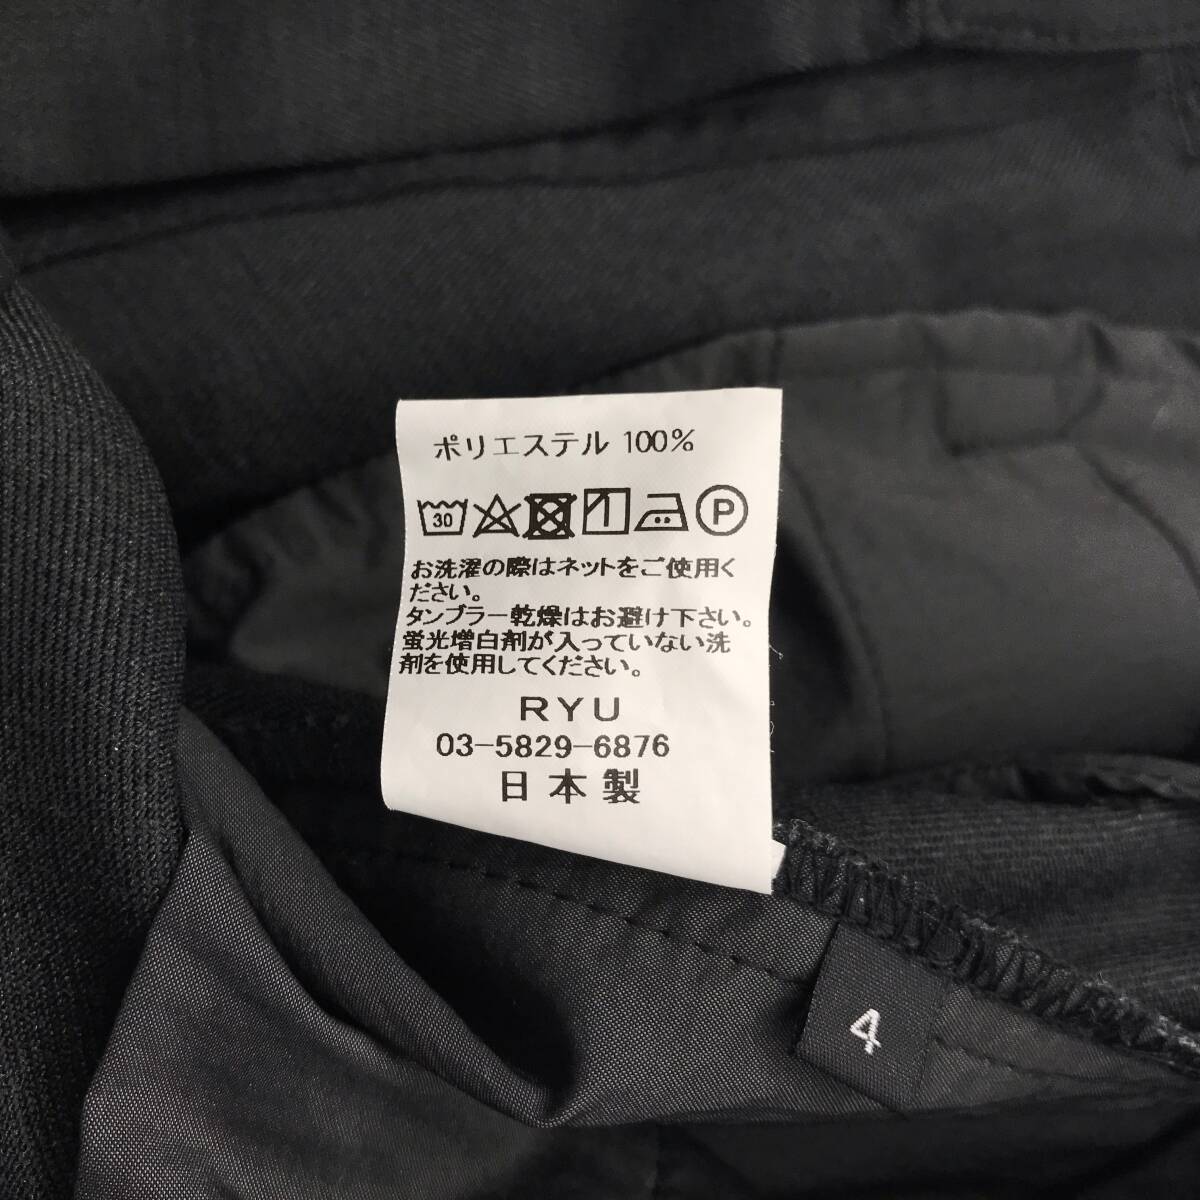 ポリエステル 100%
30 P
お洗濯の際はネットをご使用く
ださい。
タンブラー乾燥はお避け下さい。
蛍光増白剤が入っていない洗
剤を使用してください。
RYU
03-5829-6876
日本製
4